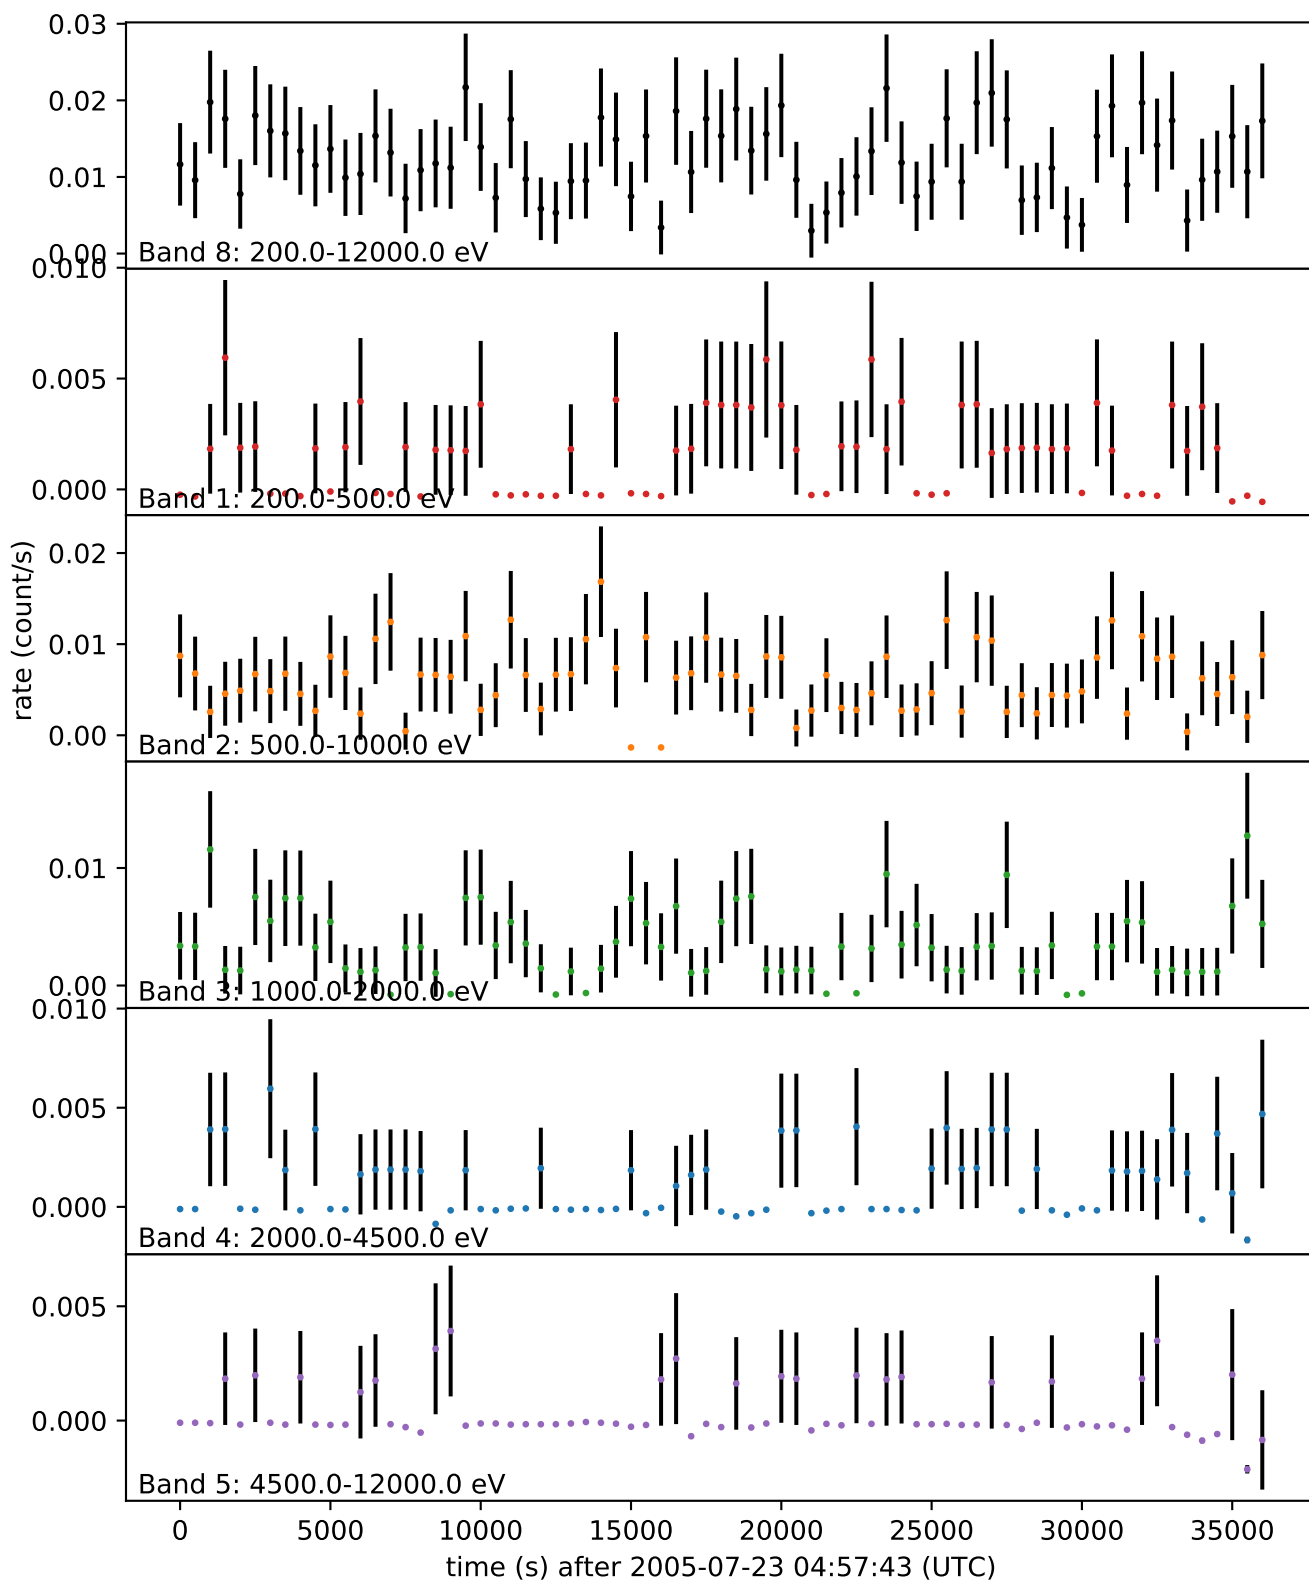 0.03
0.02
0.01
0.00
Band 8: 200.0-12000.0 eV
0.010
0.005
0.000
Band 1: 200.0-500.0 eV
rate (count/s)
0.02
0.01
0.00
Band 2: 500.0-1000.0 eV
0.01
0.00
Band 3: 1000.0-2000.0 eV
0.010
0.005
0.000
Band 4: 2000.0-4500.0 eV
0.005
0.000
Band 5: 4500.0-12000.0 eV
0 5000 10000 15000 20000 25000 30000 35000
time (s) after 2005-07-23 04:57:43 (UTC)